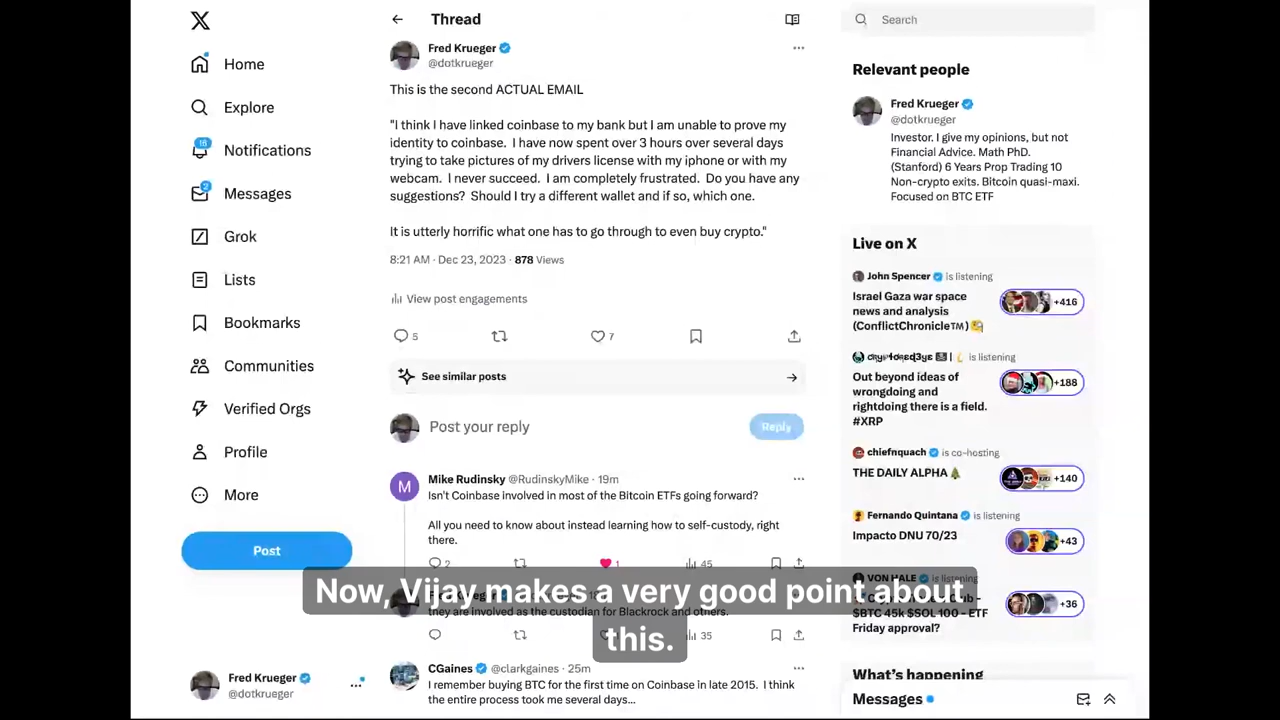 Home
Explore
18
Notifications
2
Messages
Grok
Lists
Bookmarks
Communities
Verified Orgs
Profile
More
Post
Fred Krueger
@dotkrueger
Thread
Fred Krueger
@dotkrueger
This is the second ACTUAL EMAIL
"I think I have linked coinbase to my bank but I am unable to prove my
identity to coinbase. I have now spent over 3 hours over several days
trying to take pictures of my drivers license with my iphone or with my
webcam. I never succeed. I am completely frustrated. Do you have any
suggestions? Should I try a different wallet and if so, which one.
It is utterly horrific what one has to go through to even buy crypto."
8:21 AM · Dec 23, 2023 · 878 Views
View post engagements
5
7
See similar posts
Post your reply
Reply
M
Mike Rudinsky @RudinskyMike · 19m
Isn't Coinbase involved in most of the Bitcoin ETFs going forward?
All you need to know about instead learning how to self-custody, right
there.
2
1
45
they are involved as the custodian for Blackrock and others.
35
CGaines @clarkgaines · 25m
I remember buying BTC for the first time on Coinbase in late 2015. I think
the entire process took me several days...
Now, Vijay makes a very good point about
this.
Search
Relevant people
Fred Krueger
@dotkrueger
Investor. I give my opinions, but not
Financial Advice. Math PhD.
(Stanford) 6 Years Prop Trading 10
Non-crypto exits. Bitcoin quasi-maxi.
Focused on BTC ETF
Live on X
John Spencer is listening
Israel Gaza war space
news and analysis
(ConflictChronicle™)
+416
is listening
Out beyond ideas of
wrongdoing and
rightdoing there is a field.
#XRP
+188
chiefnquach is co-hosting
THE DAILY ALPHA
+140
Fernando Quintana is listening
Impacto DNU 70/23
+43
VON HALE is listening
$BTC 45k $SOL 100 - ETF
Friday approval?
+36
What's happening
Messages